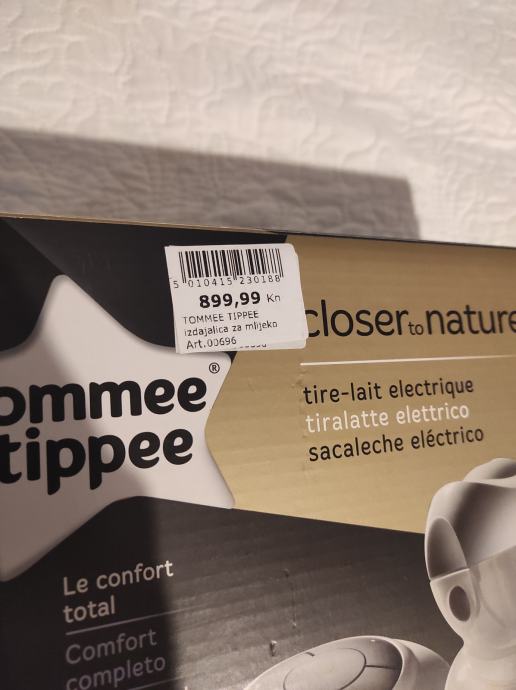 5 010415 230188
899,99 Kn
TOMMEE TIPPEE
izdajalica za mlijeko
Art.00696
closer to nature
ommee®
tippee
tire-lait electrique
tiralatte elettrico
sacaleche eléctrico
Le confort
total
Comfort
completo